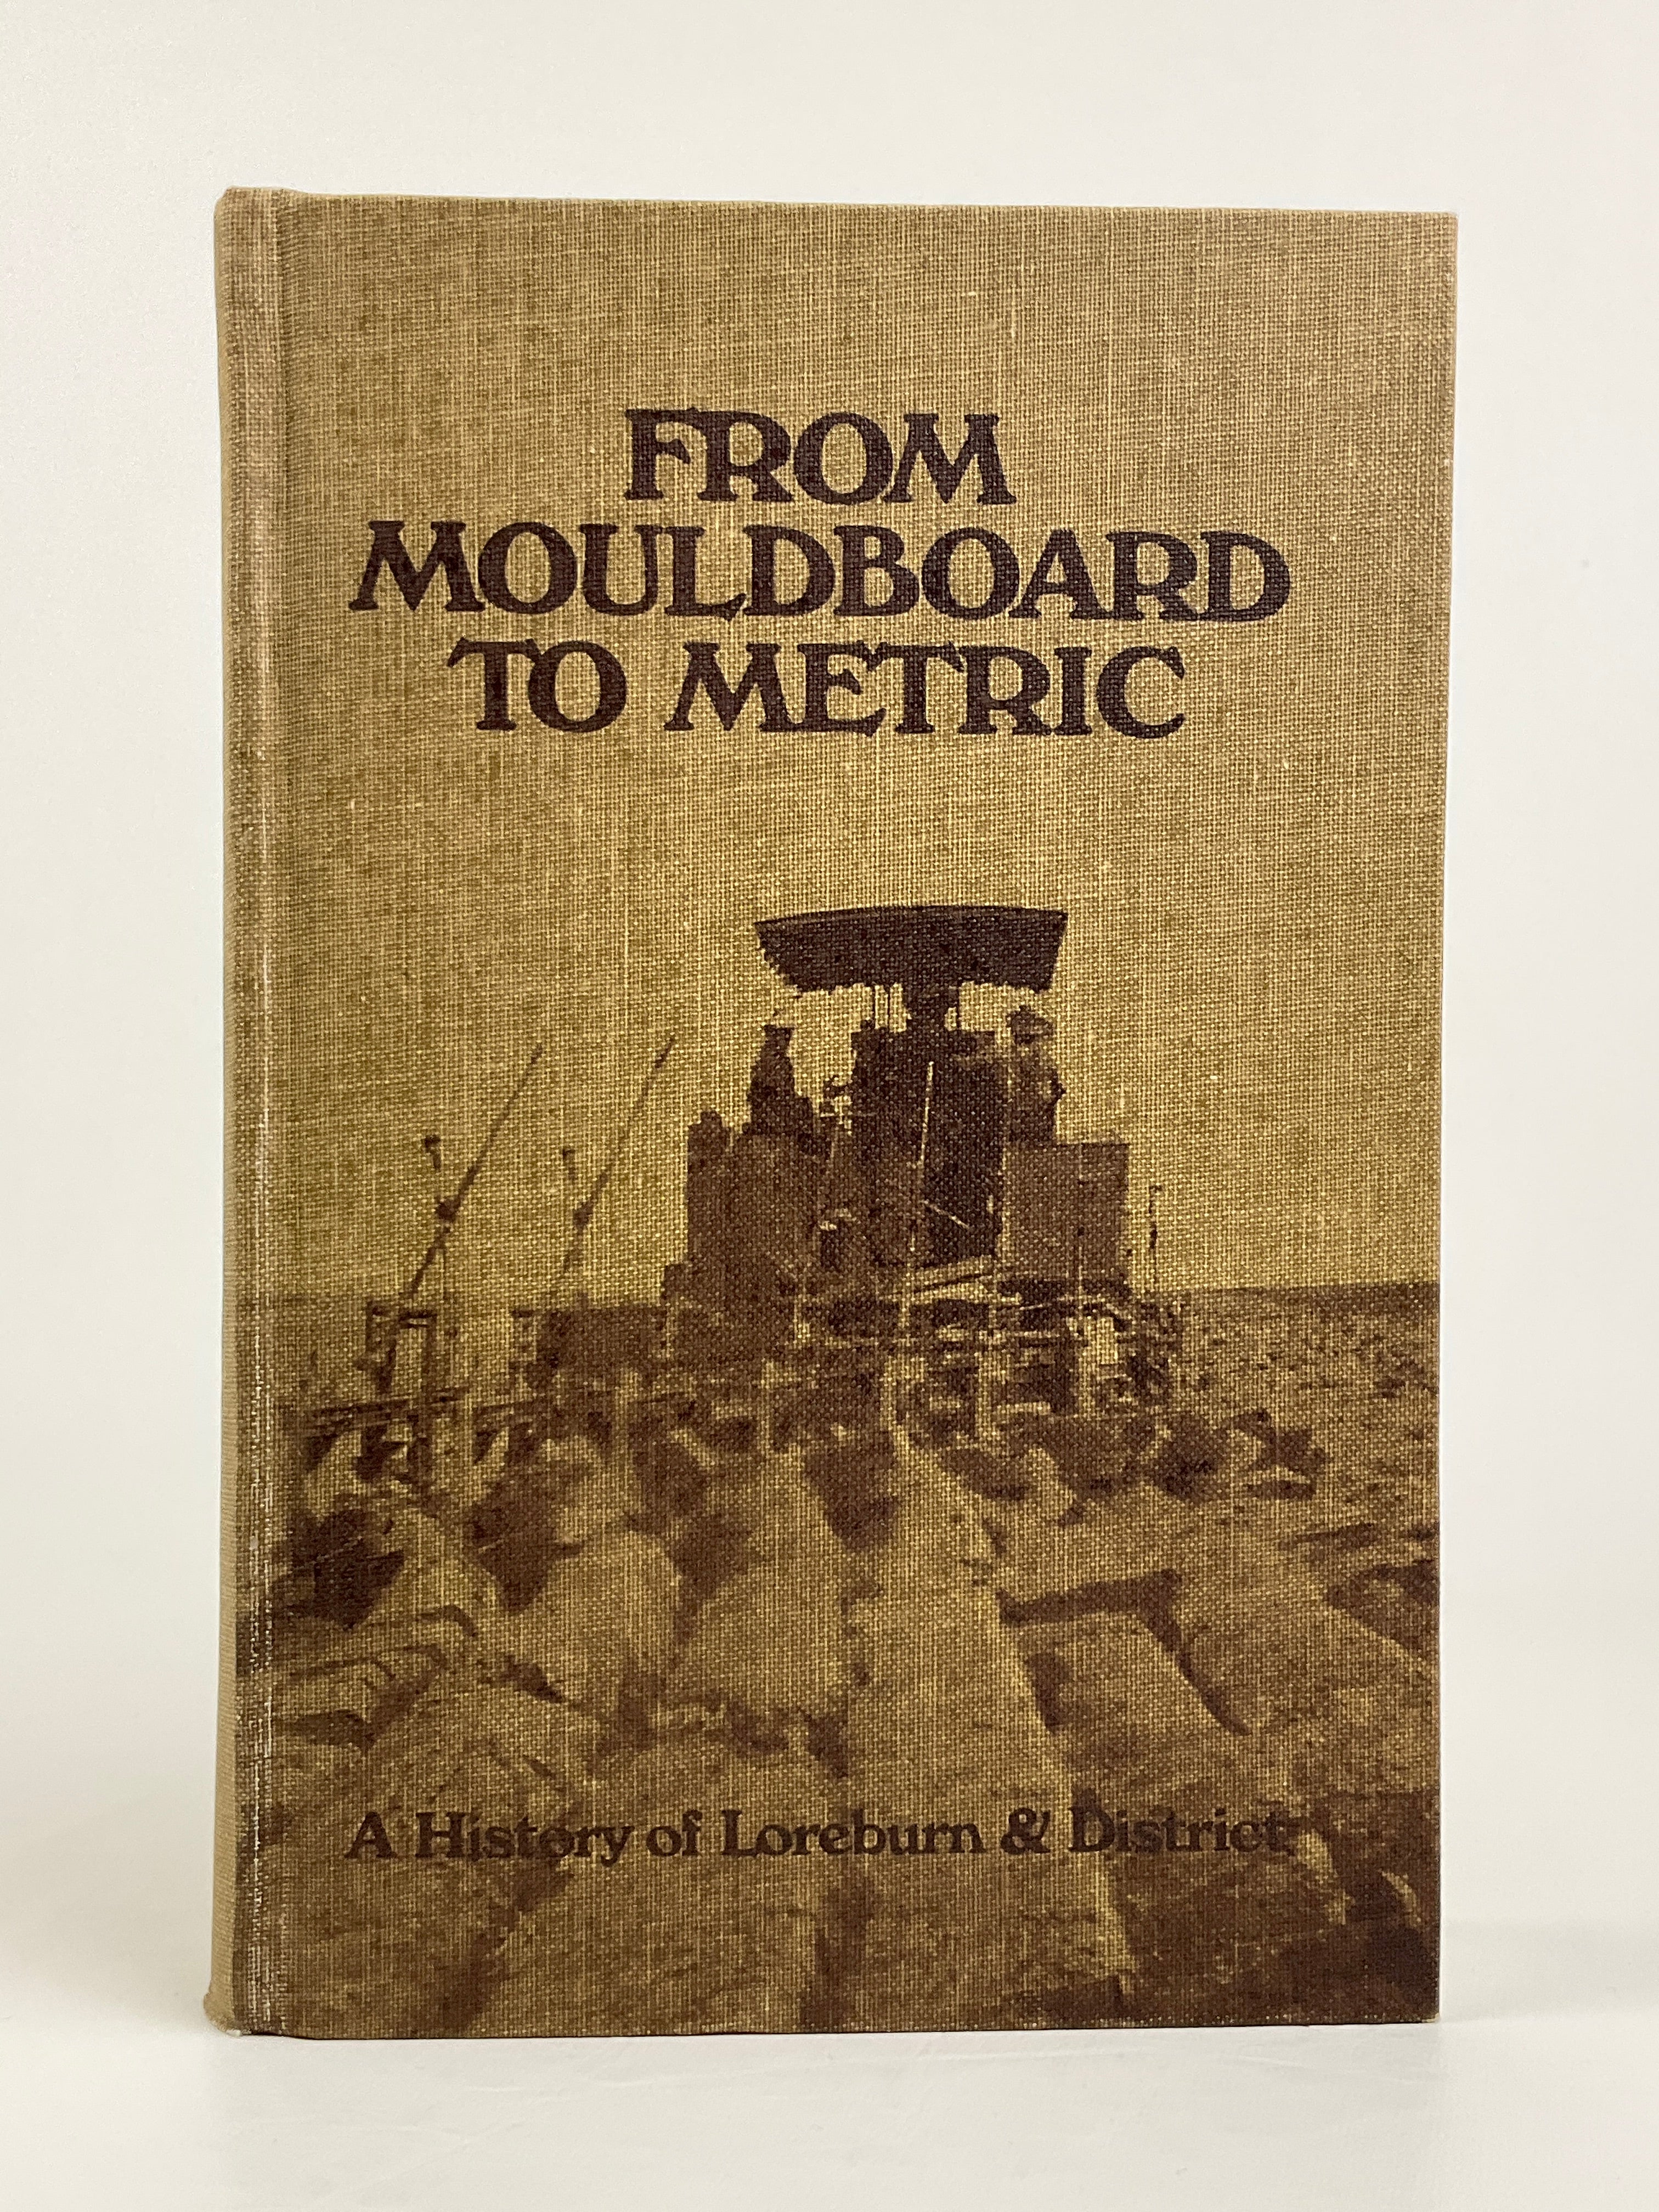 FROM
MOULDBOARD
TO METRIC
A History of Loreburn & District